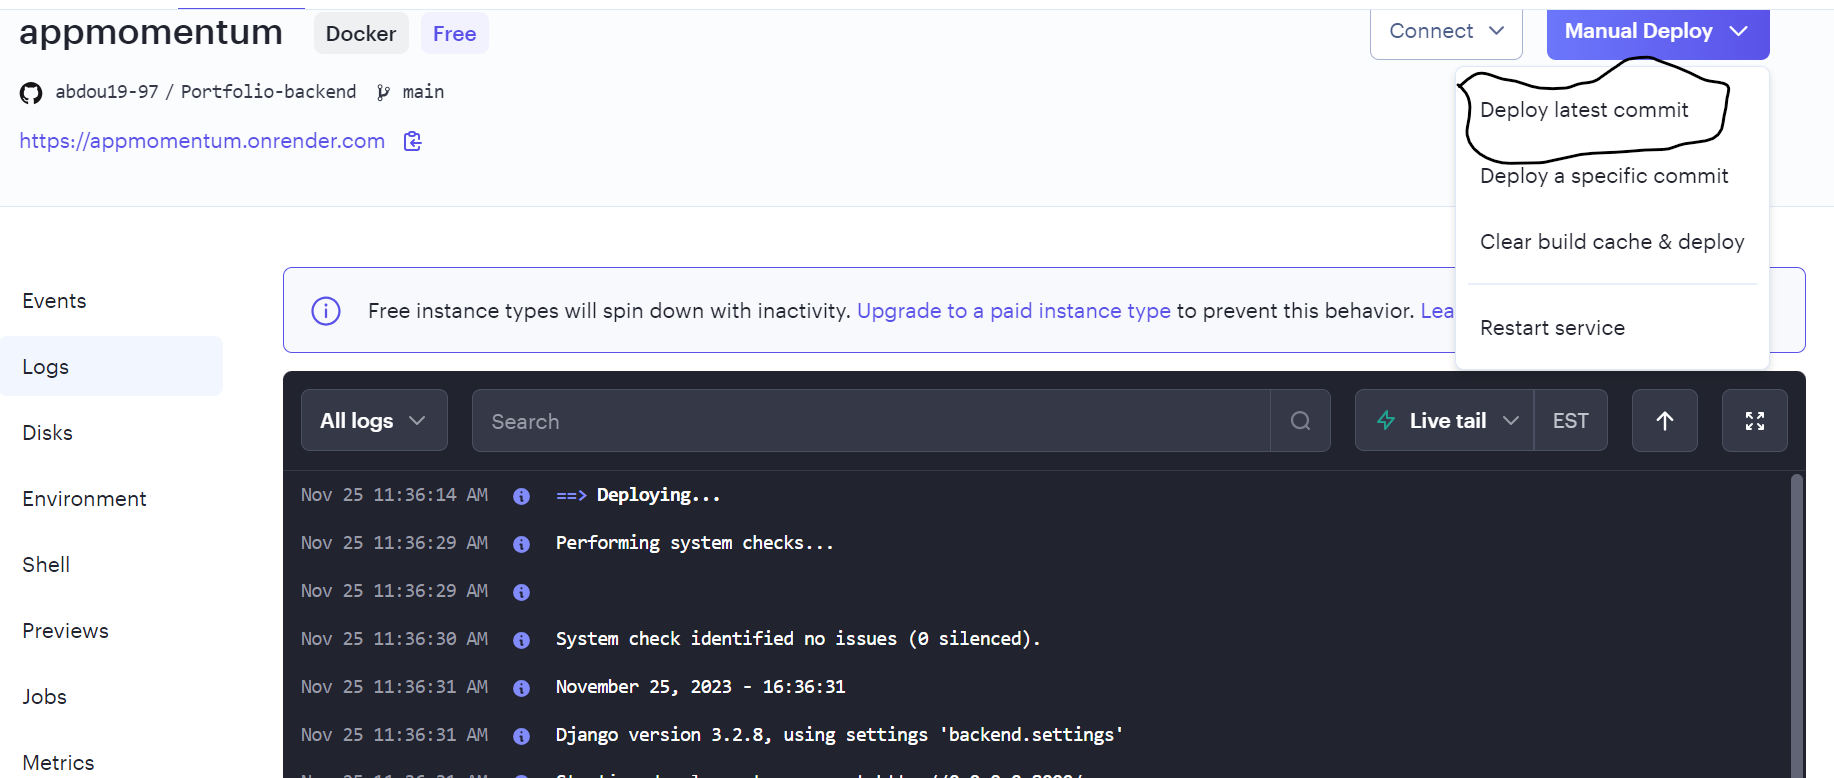 appmomentum Docker Free Connect Manual Deploy
abdou19-97 / Portfolio-backend main
https://appmomentum.onrender.com
Deploy latest commit
Deploy a specific commit
Clear build cache & deploy
Restart service
Events
Logs
Disks
Environment
Shell
Previews
Jobs
Metrics
Free instance types will spin down with inactivity. Upgrade to a paid instance type to prevent this behavior. Lea
All logs Search Live tail EST
Nov 25 11:36:14 AM ==> Deploying...
Nov 25 11:36:29 AM Performing system checks...
Nov 25 11:36:29 AM
Nov 25 11:36:30 AM System check identified no issues (0 silenced).
Nov 25 11:36:31 AM November 25, 2023 - 16:36:31
Nov 25 11:36:31 AM Django version 3.2.8, using settings 'backend.settings'